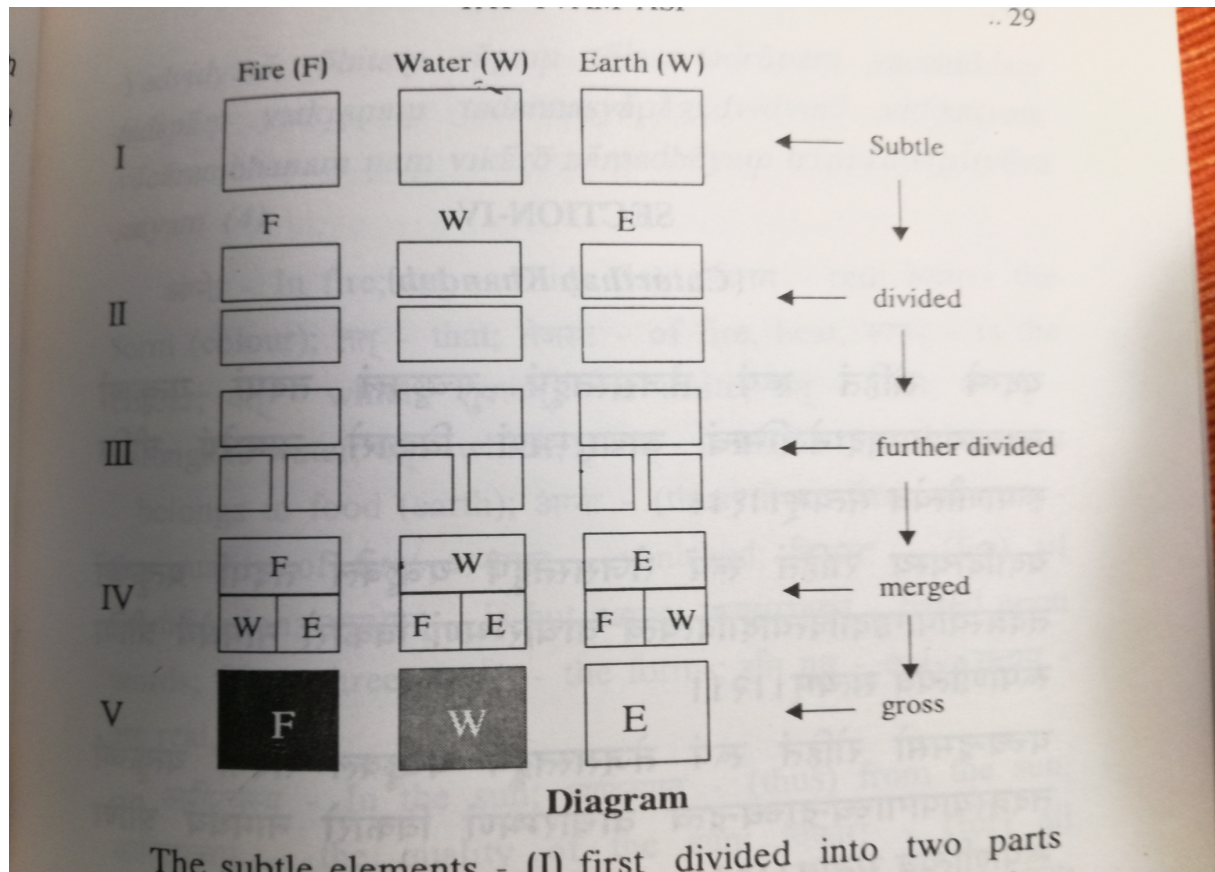 .. 29
Fire (F) Water (W) Earth (W)
I Subtle
F W E
II divided
III further divided
F W E
IV merged
W E F E F W
V F W E gross
Diagram
The subtle elements - (I) first divided into two parts